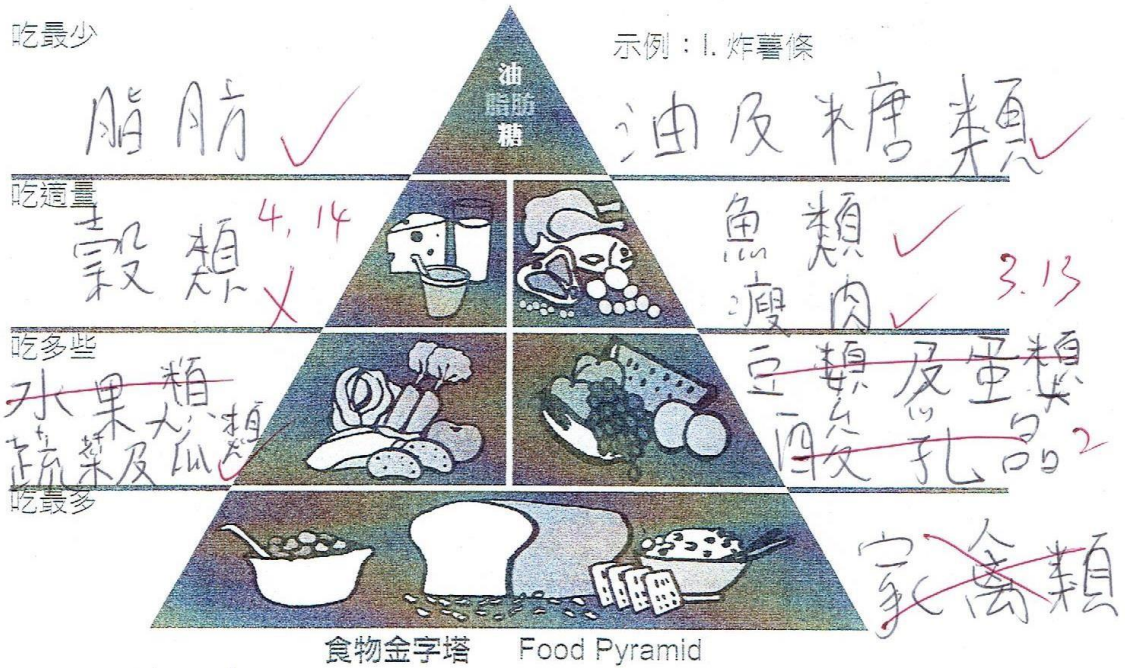 吃最少
示例：1. 炸薯條
油
脂肪
糖
脂肪
油及糖類
吃適量
穀類
4, 14
魚類
瘦肉
3.13
吃多些
水果類
蔬菜及瓜類
豆類及蛋類
酸乳品
2
吃最多
家禽類
食物金字塔 Food Pyramid